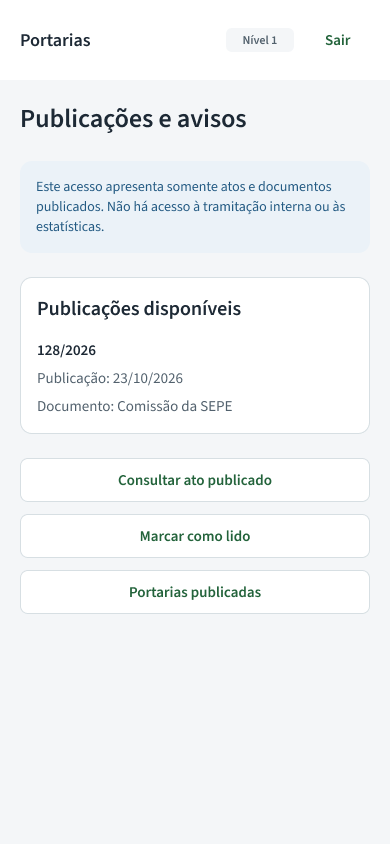 Portarias
Nível 1
Sair
Publicações e avisos
Este acesso apresenta somente atos e documentos
publicados. Não há acesso à tramitação interna ou às
estatísticas.
Publicações disponíveis
128/2026
Publicação: 23/10/2026
Documento: Comissão da SEPE
Consultar ato publicado
Marcar como lido
Portarias publicadas